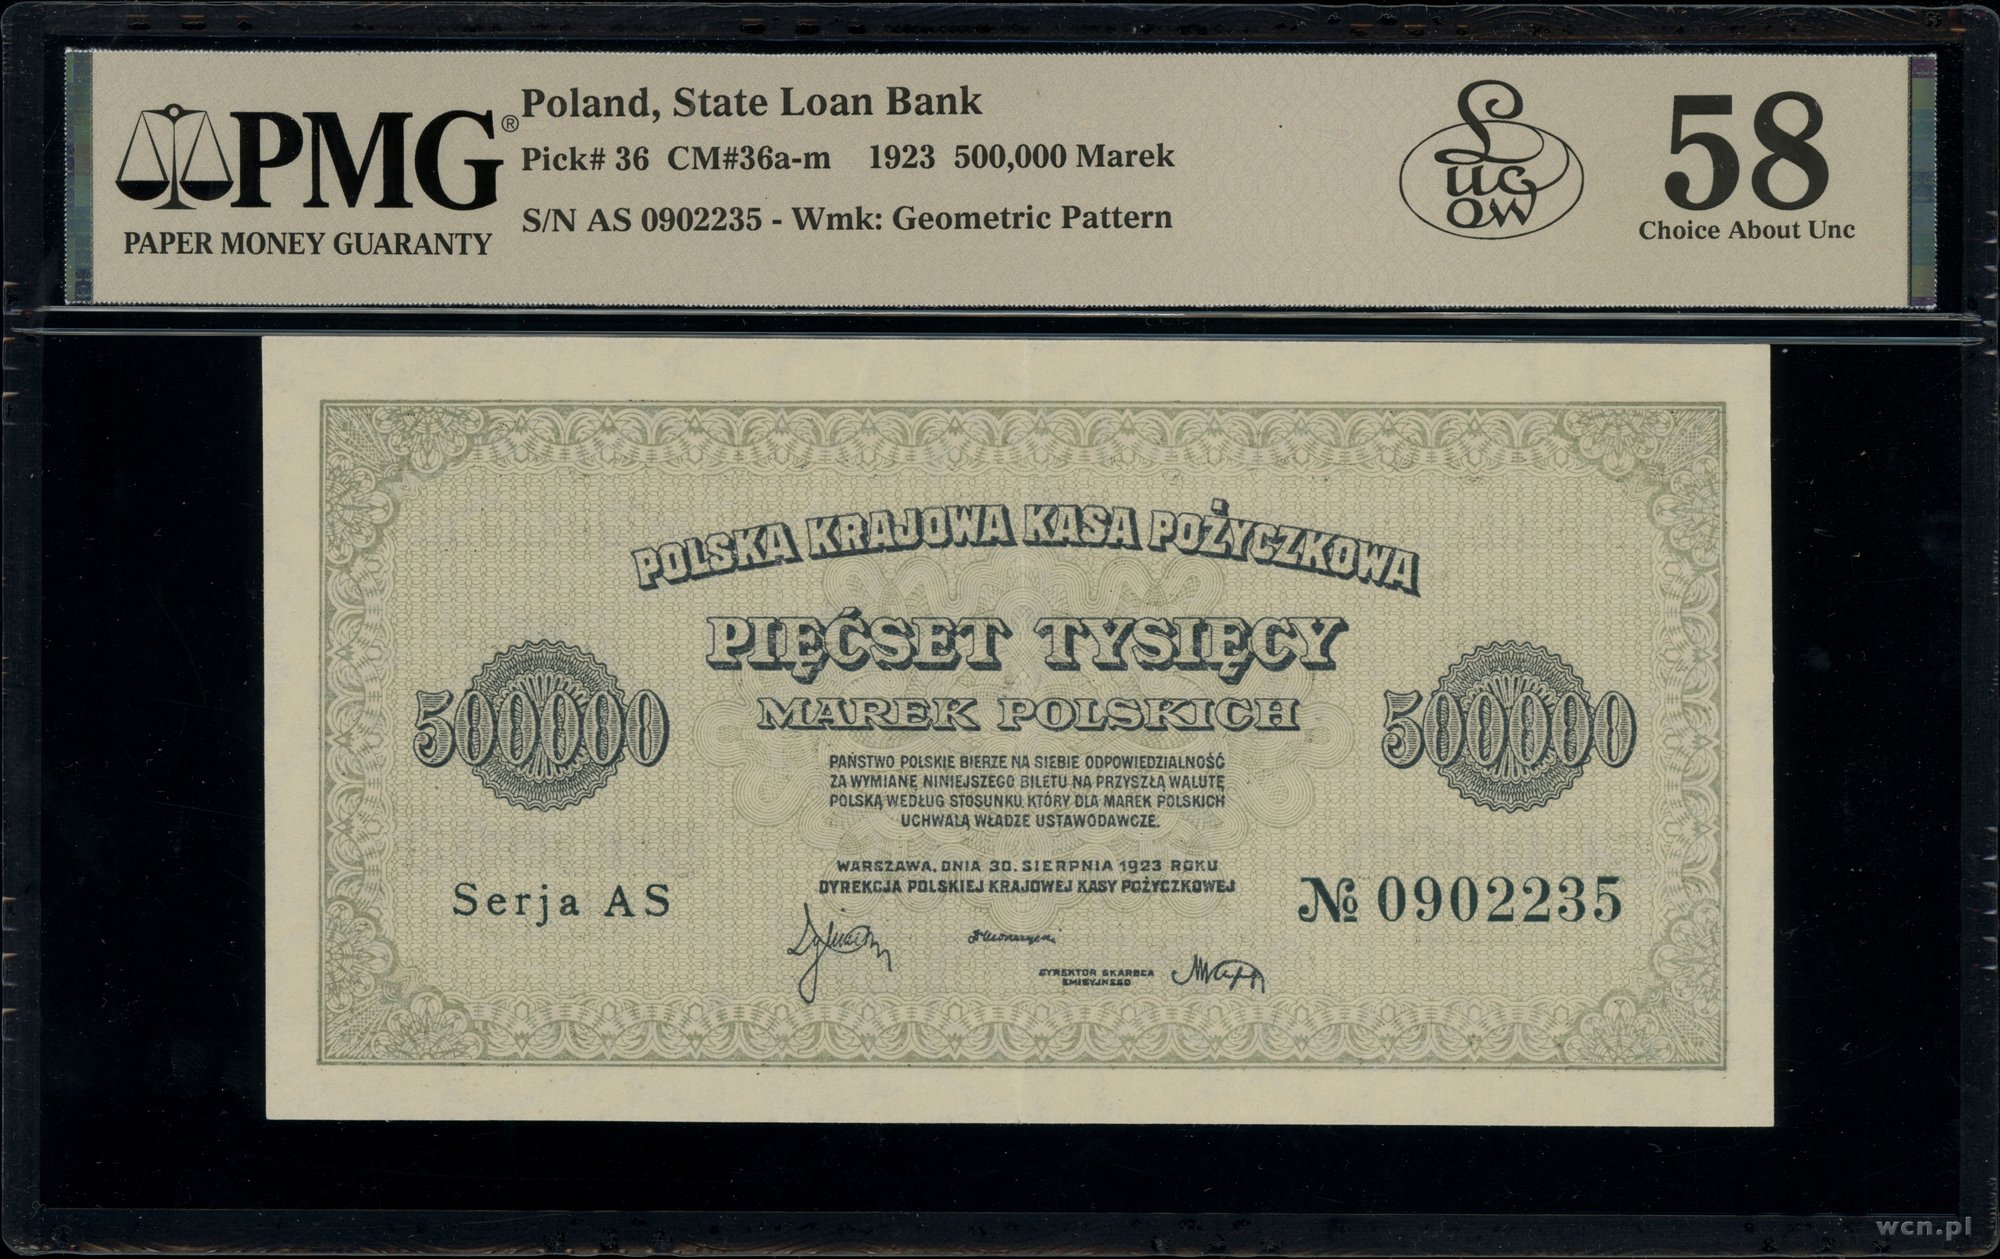 PMG®
PAPER MONEY GUARANTY
Poland, State Loan Bank
Pick# 36 CM#36a-m 1923 500,000 Marek
S/N AS 0902235 - Wmk: Geometric Pattern
Lucow
58
Choice About Unc
POLSKA KRAJOWA KASA POŻYCZKOWA
PIĘĆSET TYSIĘCY
MAREK POLSKICH
500000
500000
PAŃSTWO POLSKIE BIERZE NA SIEBIE ODPOWIEDZIALNOŚĆ
ZA WYMIANĘ NINIEJSZEGO BILETU NA PRZYSZŁĄ WALUTĘ
POLSKĄ WEDŁUG STOSUNKU, KTÓRY DLA MAREK POLSKICH
UCHWALĄ WŁADZE USTAWODAWCZE.
WARSZAWA, DNIA 30. SIERPNIA 1923 ROKU
DYREKCJA POLSKIEJ KRAJOWEJ KASY POŻYCZKOWEJ
Serja AS
№ 0902235
DYREKTOR SKARBCA
EMISYJNEGO
wcn.pl